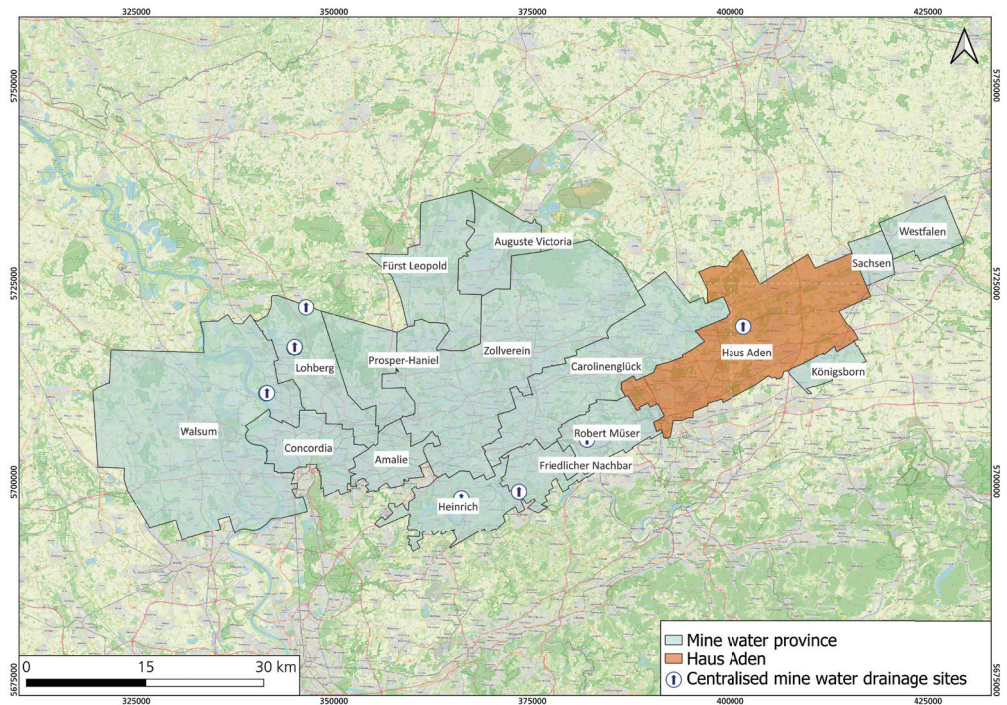 325000 350000 375000 400000 425000
5750000 5750000
Westfalen
Auguste Victoria
Sachsen
Fürst Leopold
5725000 5725000
Zollverein
Haus Aden
Prosper-Haniel
Carolinenglück
Lohberg
Königsborn
Walsum
Robert Müser
Concordia
Amalie
Friedlicher Nachbar
5700000 5700000
Heinrich
Mine water province
Haus Aden
Centralised mine water drainage sites
0 15 30 km
5675000 5675000
325000 350000 375000 400000 425000